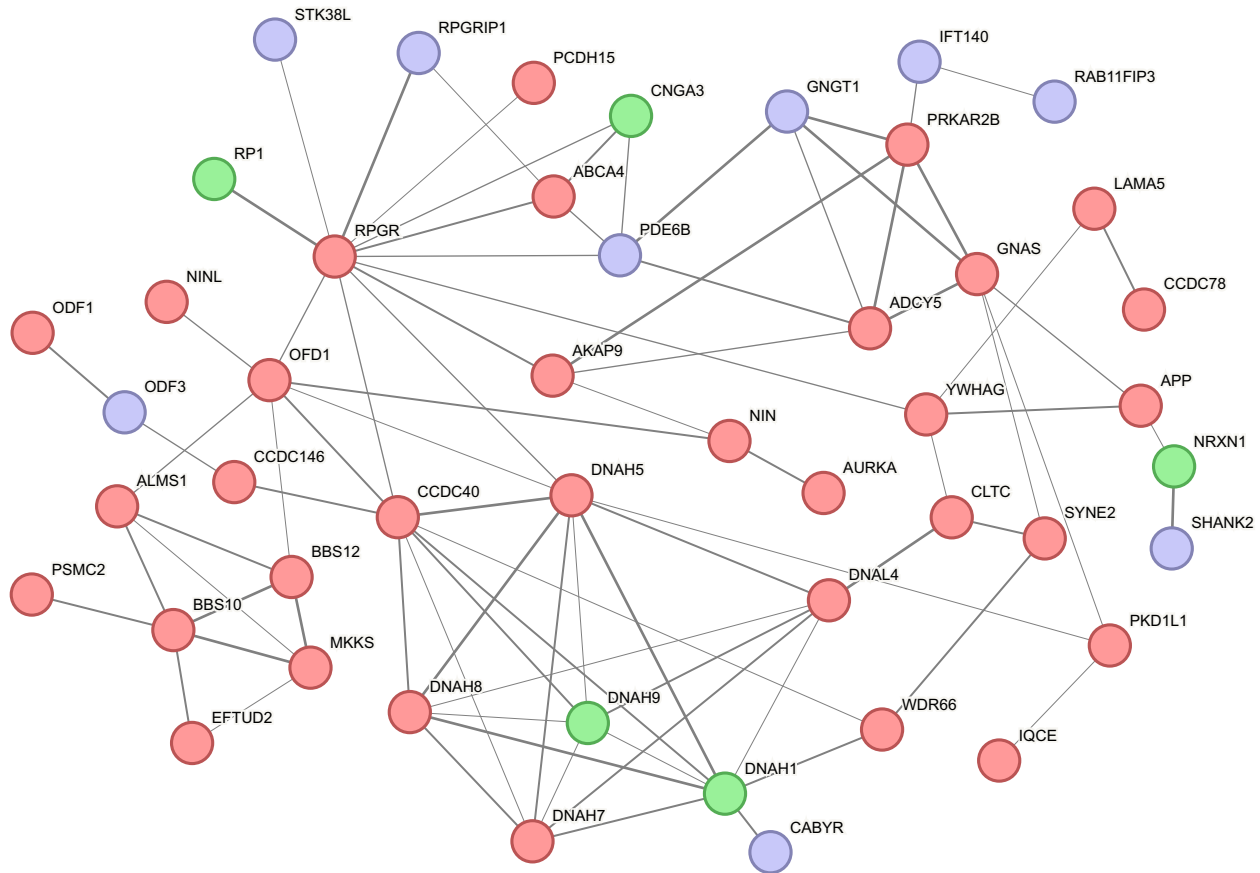 STK38L
RPGRIP1
IFT140
PCDH15
RAB11FIP3
CNGA3
GNGT1
PRKAR2B
RP1
ABCA4
LAMA5
RPGR
PDE6B
GNAS
NINL
CCDC78
ODF1
ADCY5
OFD1
AKAP9
ODF3
YWHAG
APP
NIN
NRXN1
CCDC146
DNAH5
AURKA
ALMS1
CCDC40
CLTC
SYNE2
SHANK2
BBS12
PSMC2
DNAL4
BBS10
PKD1L1
MKKS
DNAH8
DNAH9
WDR66
EFTUD2
IQCE
DNAH1
DNAH7
CABYR